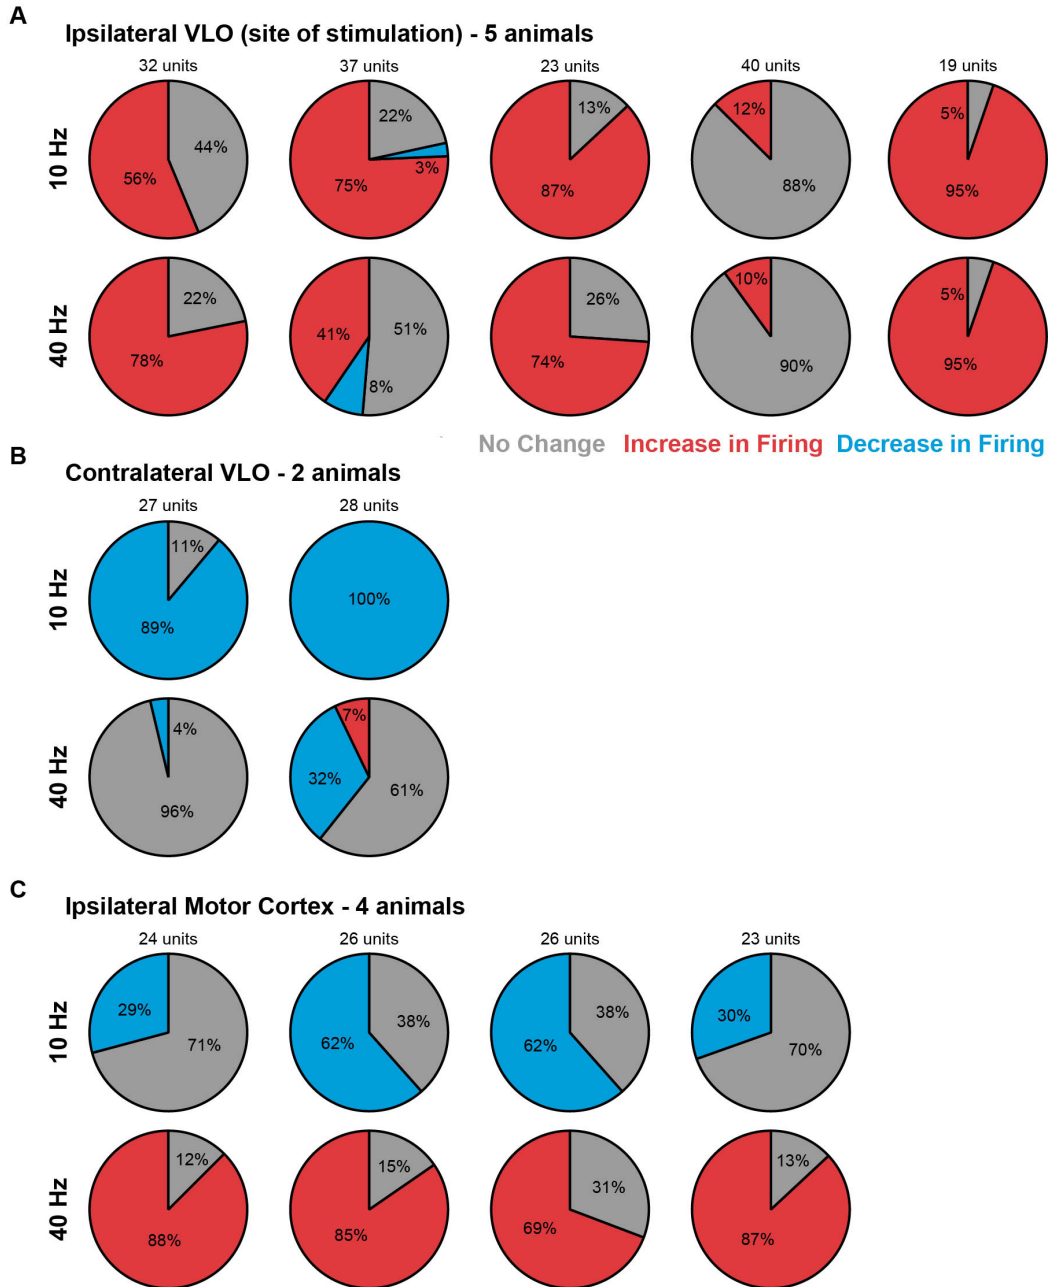 A
Ipsilateral VLO (site of stimulation) - 5 animals
32 units 37 units 23 units 40 units 19 units
10 Hz
44% 56%
22% 3% 75%
13% 87%
12% 88%
5% 95%
40 Hz
22% 78%
51% 8% 41%
26% 74%
10% 90%
5% 95%
No Change Increase in Firing Decrease in Firing
B
Contralateral VLO - 2 animals
27 units 28 units
10 Hz
11% 89%
100%
40 Hz
4% 96%
7% 32% 61%
C
Ipsilateral Motor Cortex - 4 animals
24 units 26 units 26 units 23 units
10 Hz
29% 71%
38% 62%
38% 62%
30% 70%
40 Hz
12% 88%
15% 85%
31% 69%
13% 87%